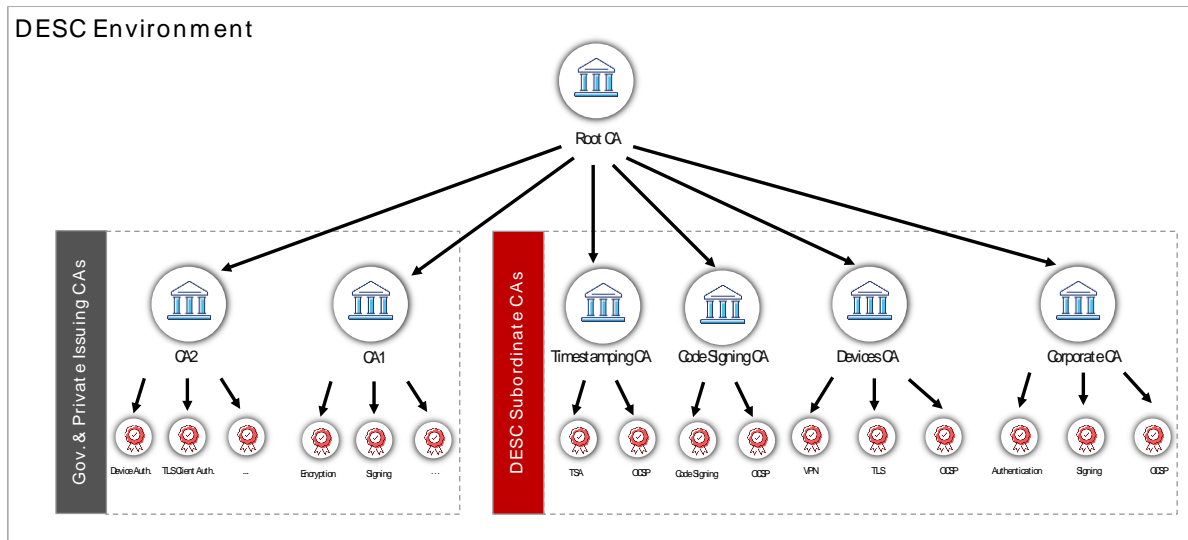 DESC Environment
Root CA
Gov. & Private Issuing CAs
CA2
CA1
Device Auth.
TLS Client Auth.
...
Encryption
Signing
...
DESC Subordinate CAs
Timestamping CA
Code Signing CA
Devices CA
Corporate CA
TSA
OCSP
Code Signing
OCSP
VPN
TLS
OCSP
Authentication
Signing
OCSP